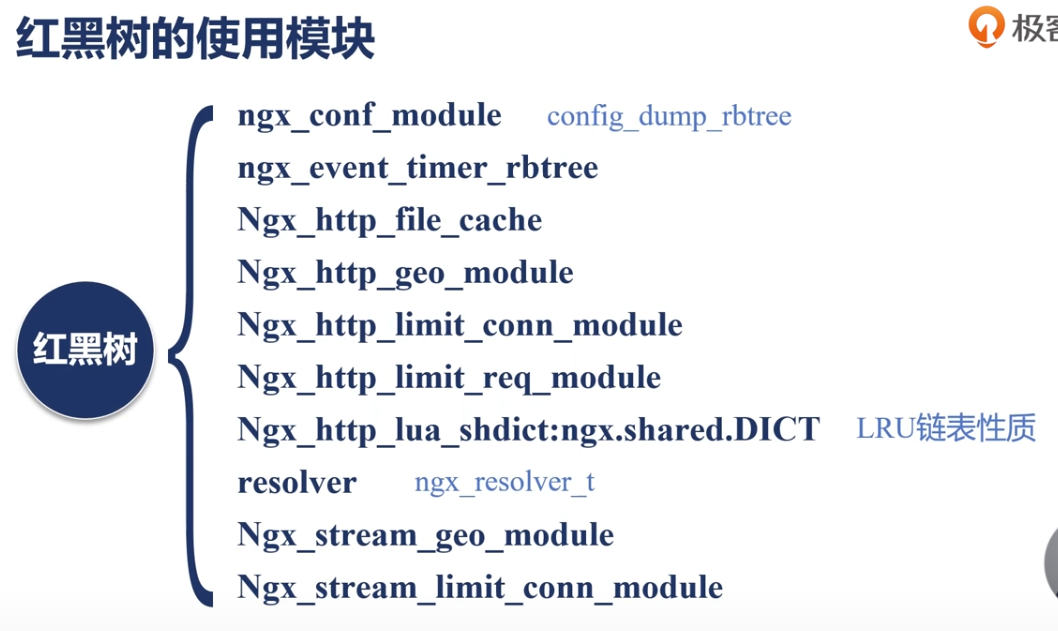 红黑树的使用模块
极客
红黑树
ngx_conf_module config_dump_rbtree
ngx_event_timer_rbtree
Ngx_http_file_cache
Ngx_http_geo_module
Ngx_http_limit_conn_module
Ngx_http_limit_req_module
Ngx_http_lua_shdict:ngx.shared.DICT LRU链表性质
resolver ngx_resolver_t
Ngx_stream_geo_module
Ngx_stream_limit_conn_module